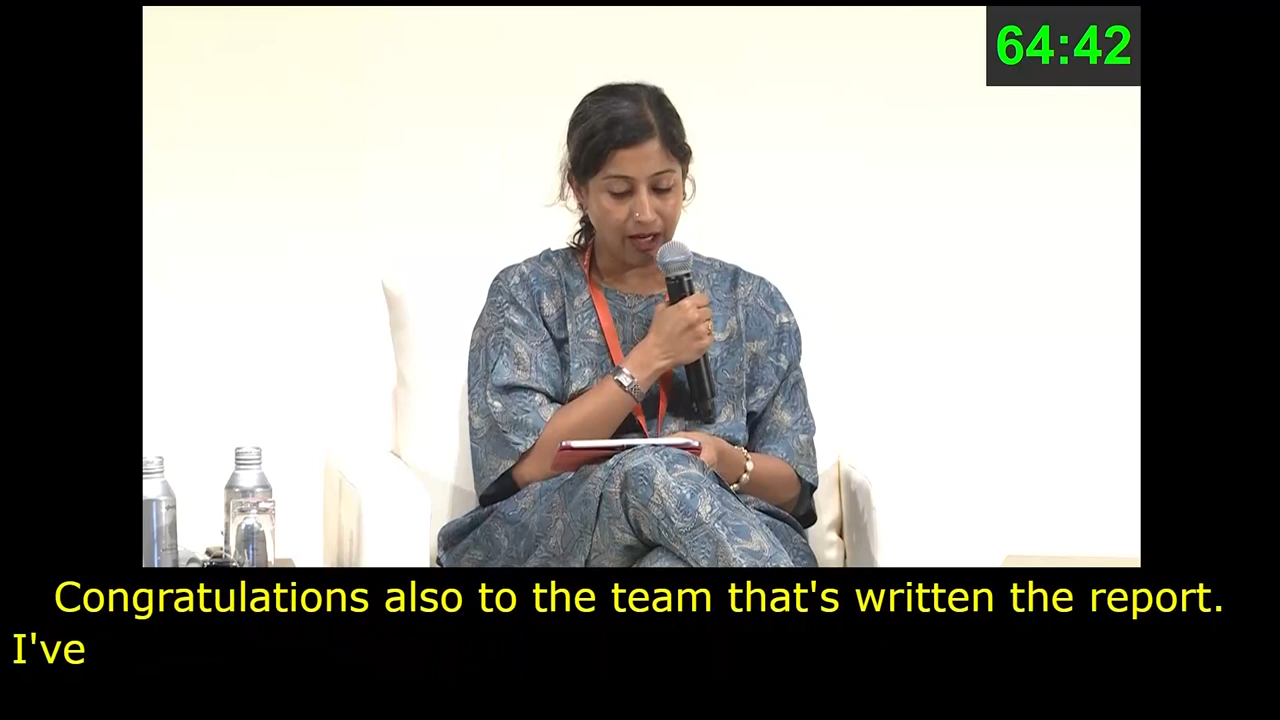 64:42
Congratulations also to the team that's written the report.
I've